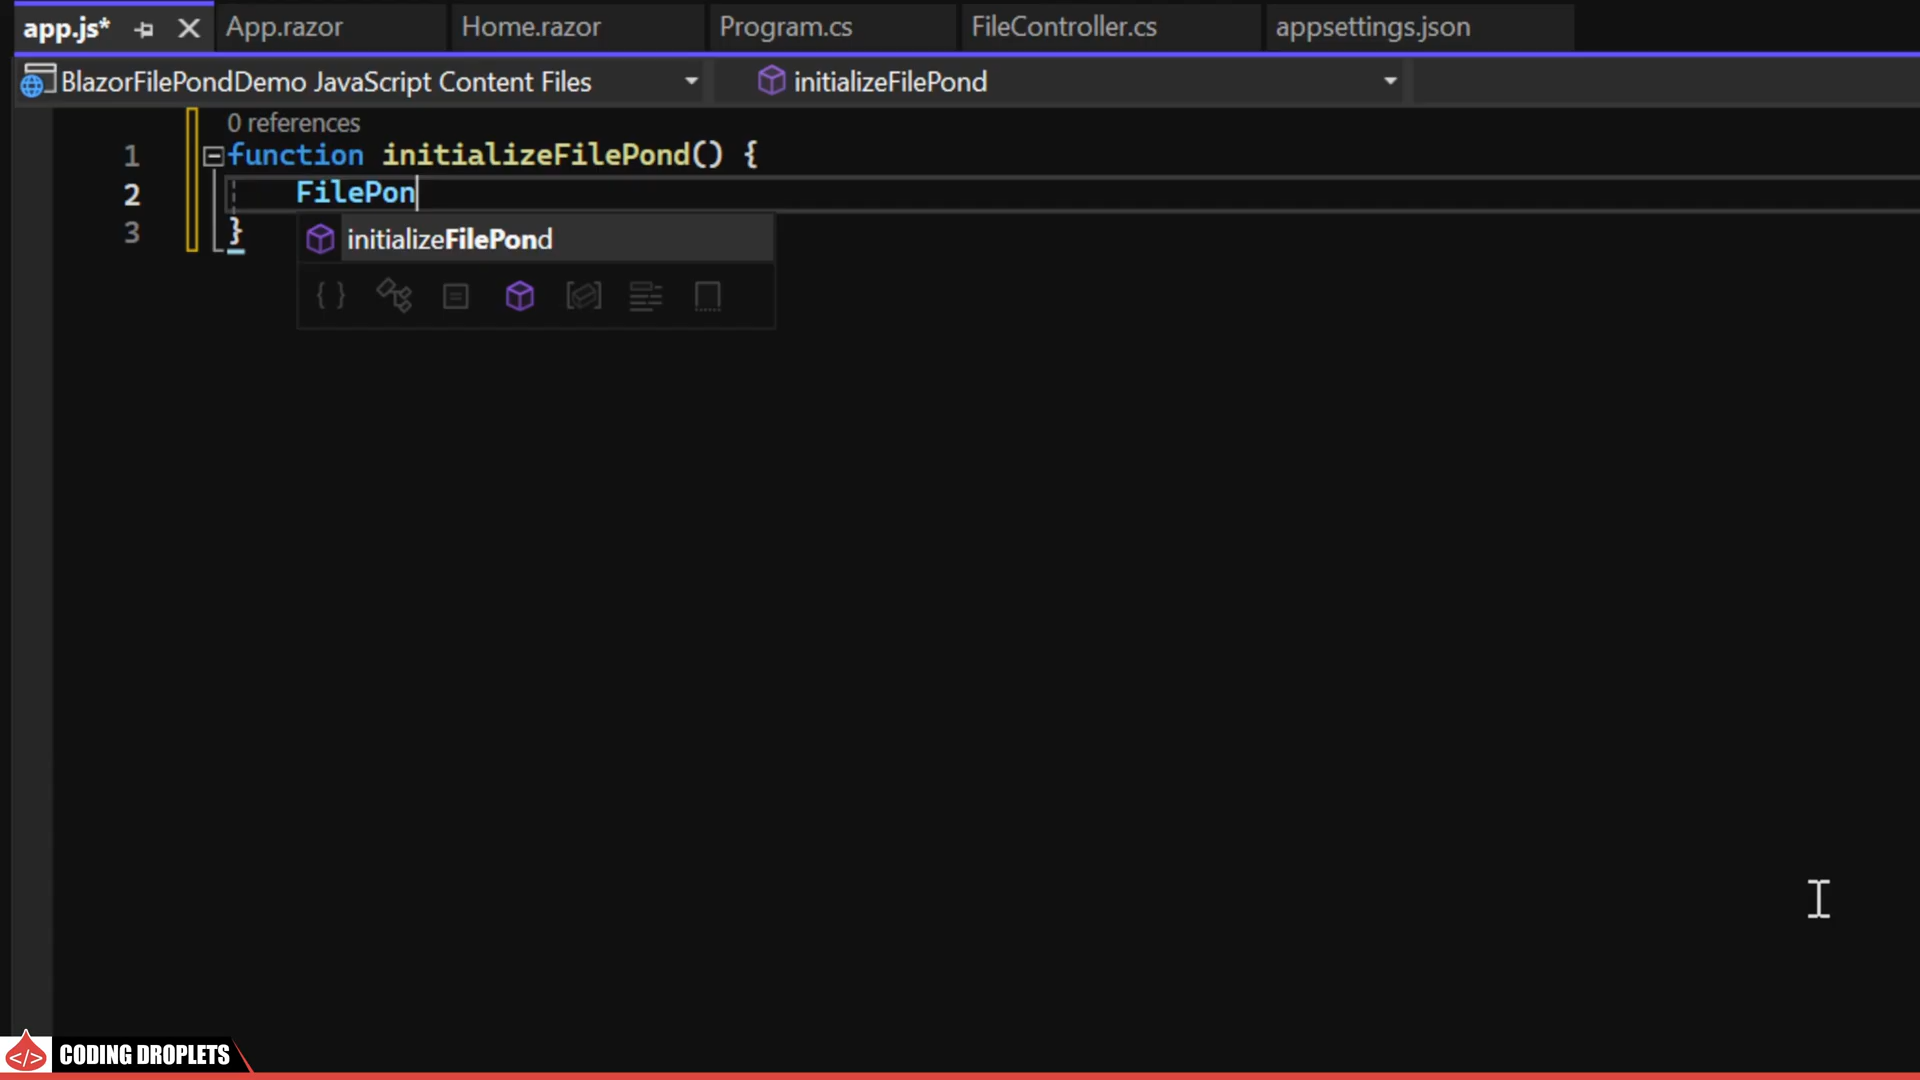 app.js*
App.razor
Home.razor
Program.cs
FileController.cs
appsettings.json
BlazorFilePondDemo JavaScript Content Files
initializeFilePond
0 references
1 function initializeFilePond() {
2 FilePon
3 }
initializeFilePond
CODING DROPLETS